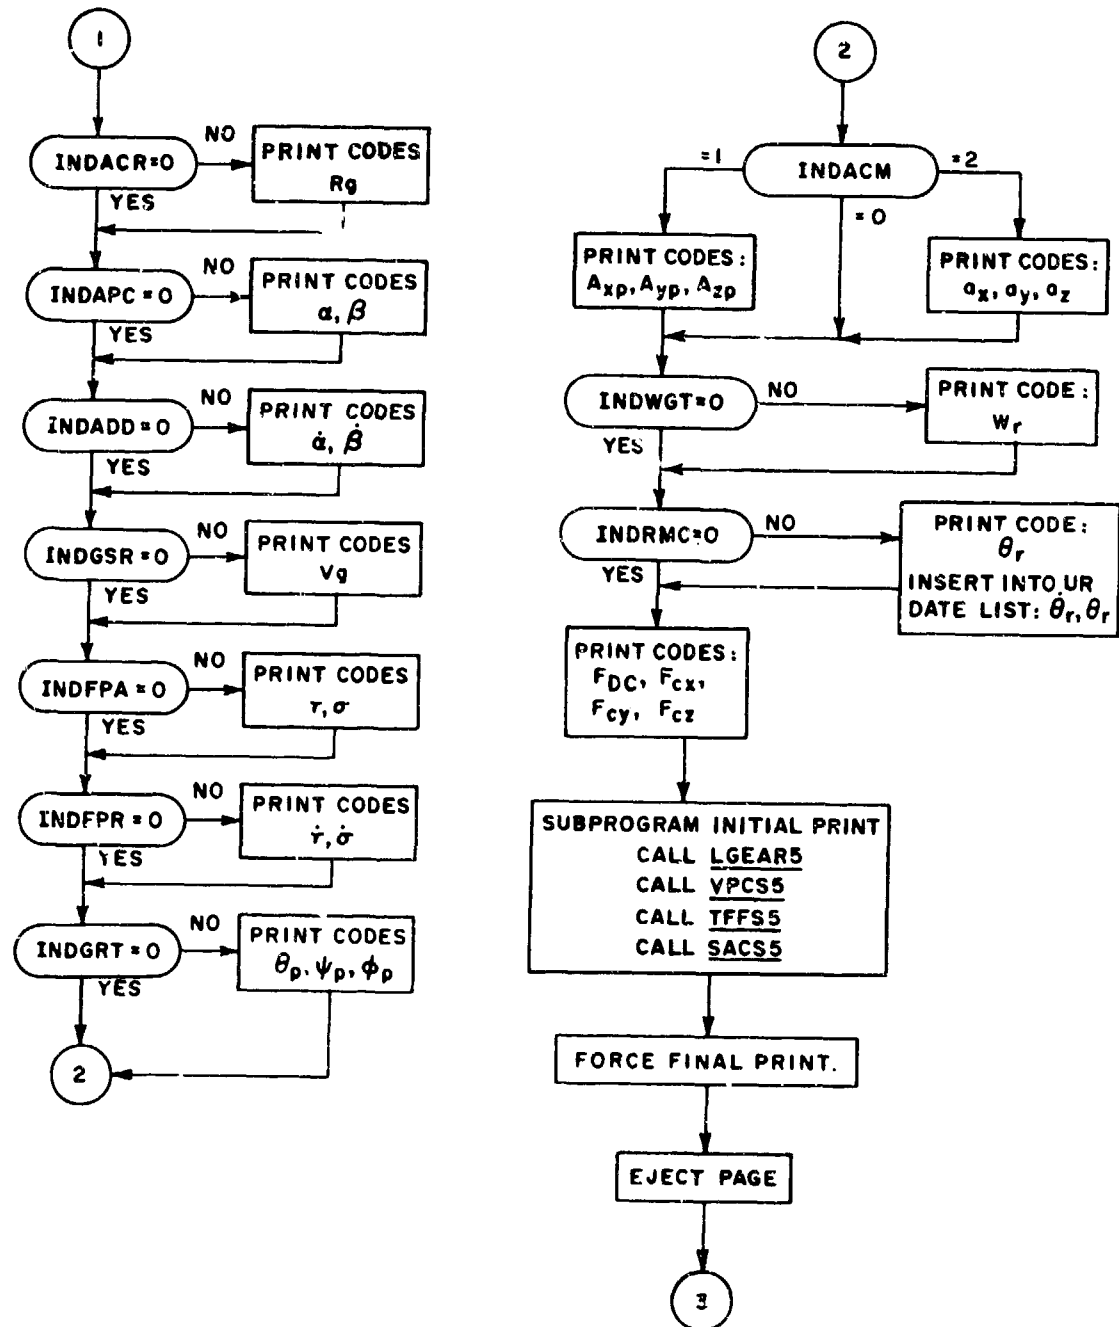 1
INDACR=0
NO
YES
PRINT CODES
Rg
INDAPC=0
NO
YES
PRINT CODES
α, β
INDADD=0
NO
YES
PRINT CODES
α̇, β̇
INDGSR=0
NO
YES
PRINT CODES
Vg
INDFPA=0
NO
YES
PRINT CODES
τ, σ
INDFPR=0
NO
YES
PRINT CODES
τ̇, σ̇
INDGRT=0
NO
YES
PRINT CODES
θp, ψp, ϕp
2
2
INDACM
=1
=2
=0
PRINT CODES:
Axp, Ayp, Azp
PRINT CODES:
ax, ay, az
INDWGT=0
NO
YES
PRINT CODE:
Wr
INDRMC=0
NO
YES
PRINT CODE:
θr
INSERT INTO UR
DATE LIST: θ̇r, θr
PRINT CODES:
FDC, Fcx,
Fcy, Fcz
SUBPROGRAM INITIAL PRINT
CALL LGEAR5
CALL VPCS5
CALL TFFS5
CALL SACS5
FORCE FINAL PRINT.
EJECT PAGE
3